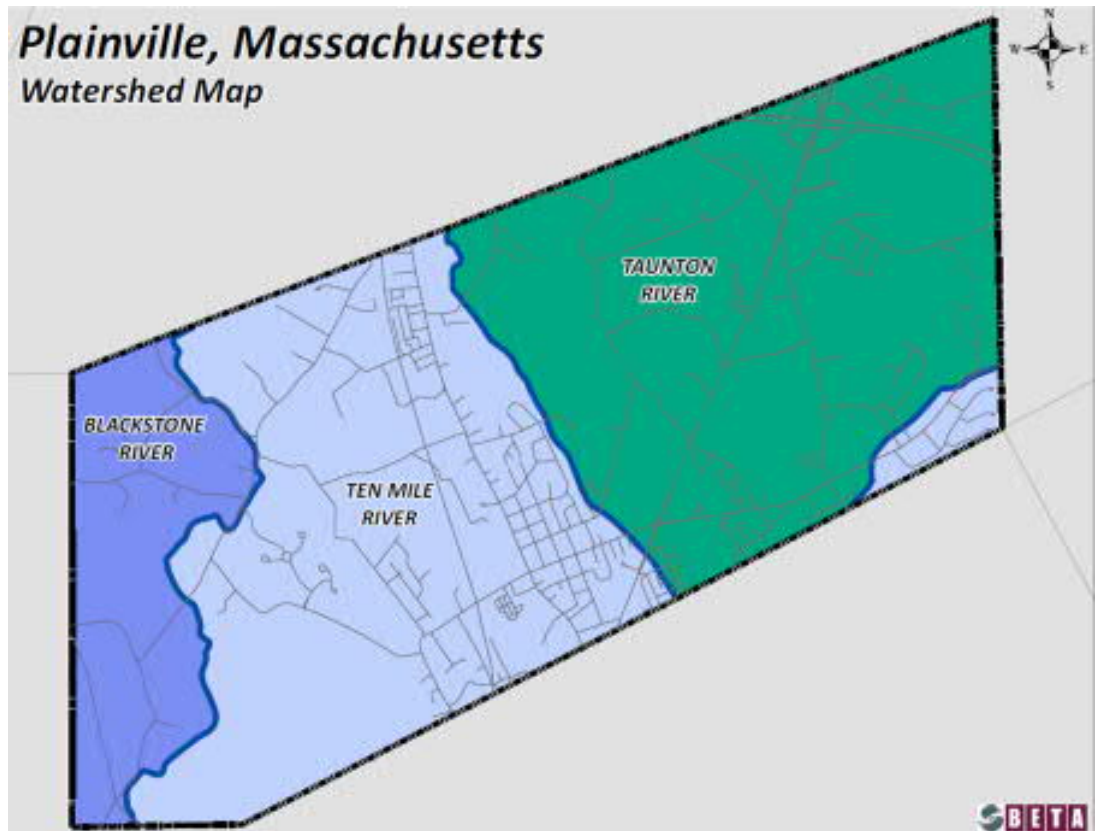 Plainville, Massachusetts
Watershed Map
N
W E
S
TAUNTON
RIVER
BLACKSTONE
RIVER
TEN MILE
RIVER
BETA